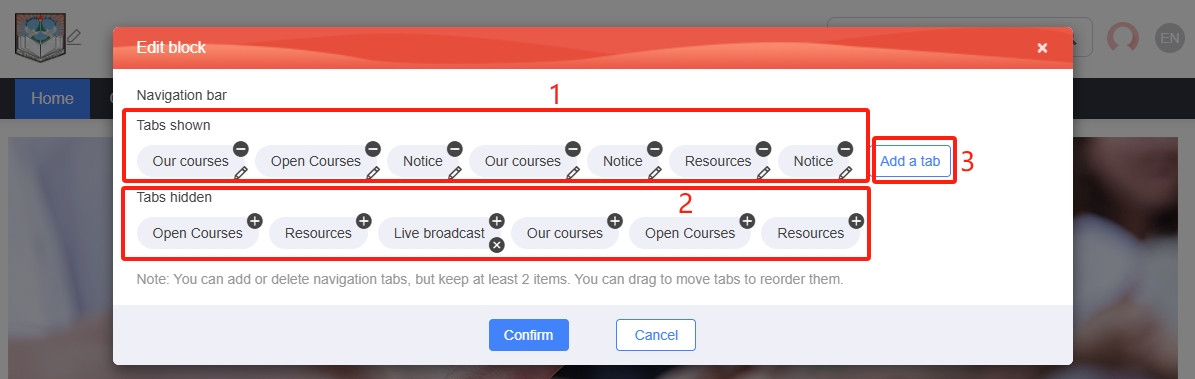 Edit block
EN
Home
Navigation bar
1
Tabs shown
Our courses Open Courses Notice Our courses Notice Resources Notice Add a tab 3
Tabs hidden
2
Open Courses Resources Live broadcast Our courses Open Courses Resources
Note: You can add or delete navigation tabs, but keep at least 2 items. You can drag to move tabs to reorder them.
Confirm Cancel